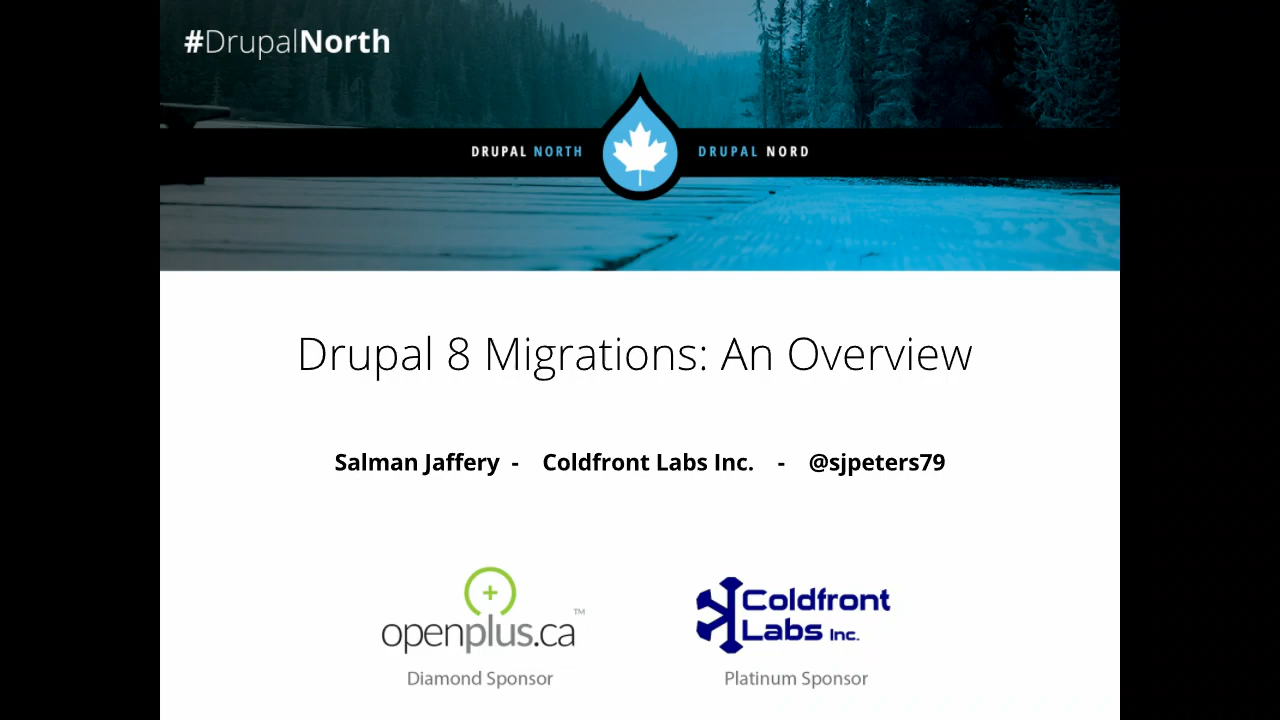 #DrupalNorth
DRUPAL NORTH DRUPAL NORD
Drupal 8 Migrations: An Overview
Salman Jaffery - Coldfront Labs Inc. - @sjpeters79
openplus.ca™
Diamond Sponsor
Coldfront
Labs Inc.
Platinum Sponsor